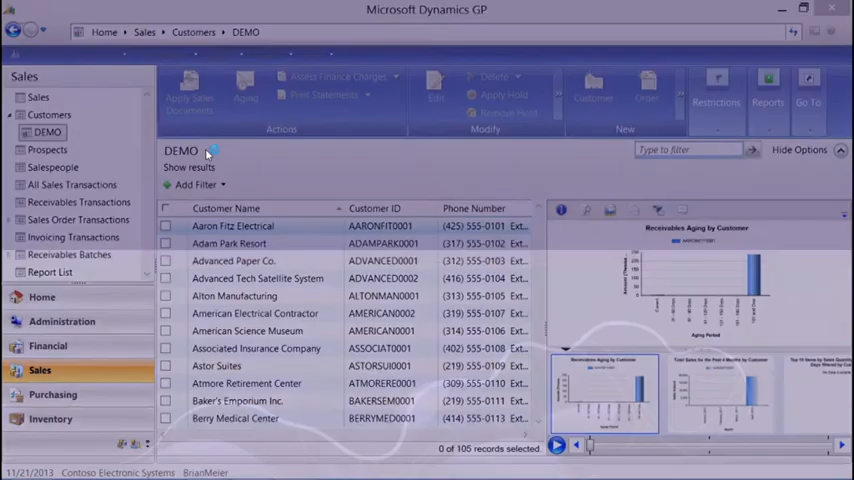 Microsoft Dynamics GP
Home Sales Customers DEMO
Sales
Sales
Customers
DEMO
Prospects
Salespeople
All Sales Transactions
Receivables Transactions
Sales Order Transactions
Invoicing Transactions
Receivables Batches
Report List
Home
Administration
Financial
Sales
Purchasing
Inventory
Apply Sales Documents
Aging
Assess Finance Charges
Print Statements
Actions
Edit
Delete
Apply Hold
Remove Hold
Modify
Customer
Order
New
Restrictions
Reports
Go To
DEMO
Type to filter
Hide Options
Show results
Add Filter
Customer Name Customer ID Phone Number
Aaron Fitz Electrical AARONFIT0001 (425) 555-0101 Ext...
Adam Park Resort ADAMPARK0001 (317) 555-0102 Ext...
Advanced Paper Co. ADVANCED0001 (312) 555-0103 Ext...
Advanced Tech Satellite System ADVANCED0002 (416) 555-0104 Ext...
Alton Manufacturing ALTONMAN0001 (313) 555-0105 Ext...
American Electrical Contractor AMERICAN0002 (313) 555-0107 Ext...
American Science Museum AMERICAN0001 (314) 555-0106 Ext...
Associated Insurance Company ASSOCIAT0001 (402) 555-0108 Ext...
Astor Suites ASTORSUI0001 (219) 555-0109 Ext...
Atmore Retirement Center ATMORERE0001 (309) 555-0110 Ext...
Baker's Emporium Inc. BAKERSEM0001 (219) 555-0111 Ext...
Berry Medical Center BERRYMED0001 (414) 555-0113 Ext...
0 of 105 records selected.
Receivables Aging by Customer
Aging Period
Receivables Aging by Customer
11/21/2013 Contoso Electronic Systems BrianMeier